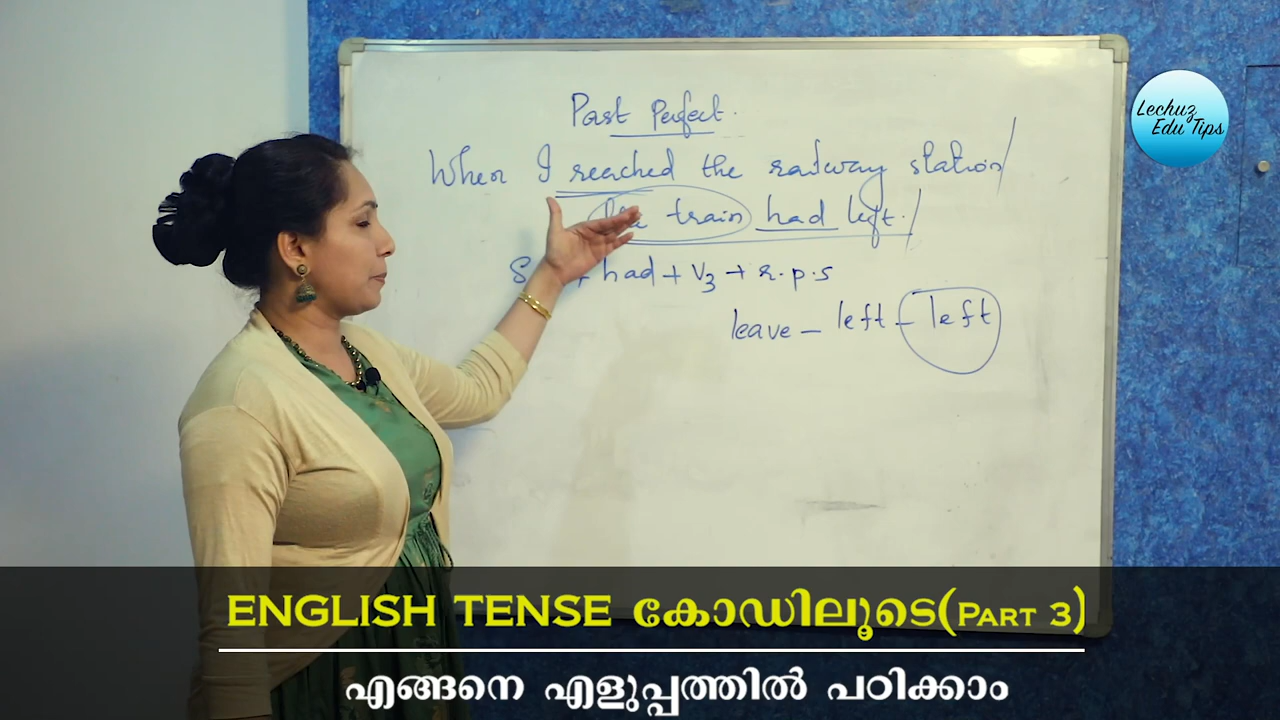 Past Perfect.
When I reached the railway station/
the train had left./
+ had + V3 + r.p.s
leave – left – left
Lechuz
Edu Tips
ENGLISH TENSE കോഡിലൂടെ(PART 3)
എങ്ങനെ എളുപ്പത്തിൽ പഠിക്കാം